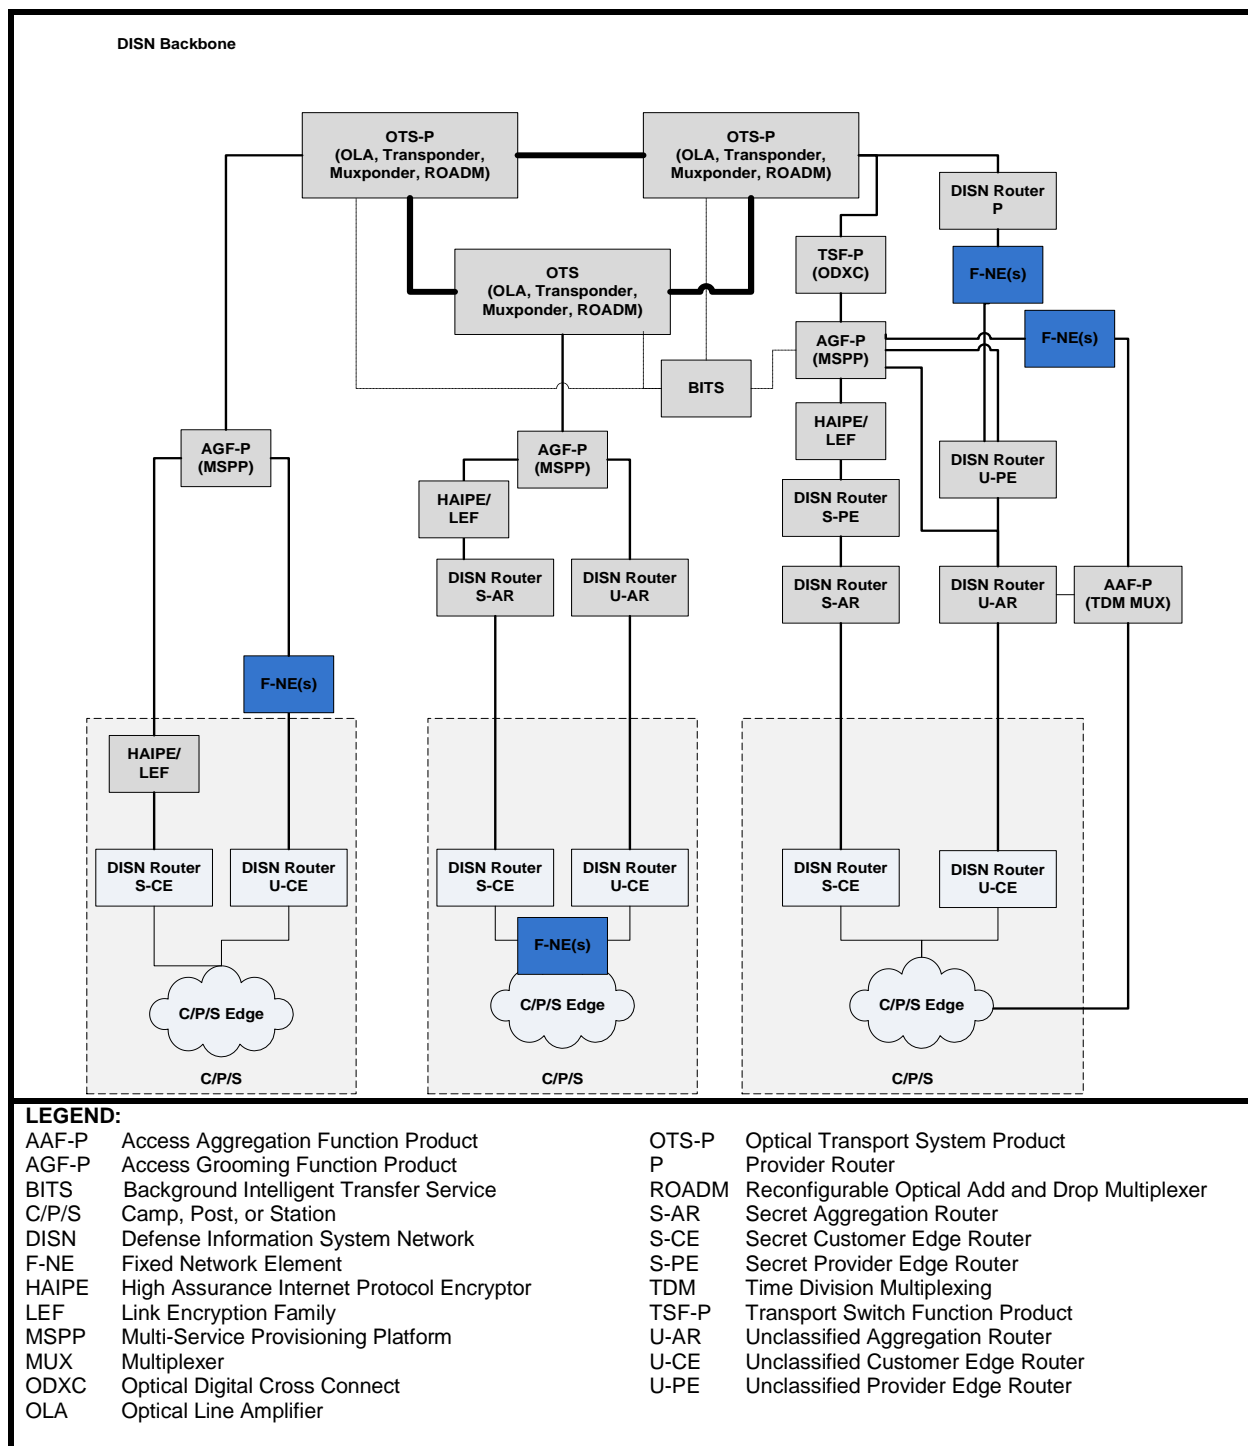 DISN Backbone
OTS-P
(OLA, Transponder,
Muxponder, ROADM)
OTS-P
(OLA, Transponder,
Muxponder, ROADM)
DISN Router
P
TSF-P
(ODXC)
F-NE(s)
OTS
(OLA, Transponder,
Muxponder, ROADM)
F-NE(s)
AGF-P
(MSPP)
BITS
AGF-P
(MSPP)
AGF-P
(MSPP)
HAIPE/
LEF
DISN Router
U-PE
HAIPE/
LEF
DISN Router
S-PE
DISN Router
S-AR
DISN Router
U-AR
DISN Router
S-AR
DISN Router
U-AR
AAF-P
(TDM MUX)
F-NE(s)
HAIPE/
LEF
DISN Router
S-CE
DISN Router
U-CE
DISN Router
S-CE
DISN Router
U-CE
DISN Router
S-CE
DISN Router
U-CE
F-NE(s)
C/P/S Edge
C/P/S Edge
C/P/S Edge
C/P/S
C/P/S
C/P/S
LEGEND:
AAF-P Access Aggregation Function Product
AGF-P Access Grooming Function Product
BITS Background Intelligent Transfer Service
C/P/S Camp, Post, or Station
DISN Defense Information System Network
F-NE Fixed Network Element
HAIPE High Assurance Internet Protocol Encryptor
LEF Link Encryption Family
MSPP Multi-Service Provisioning Platform
MUX Multiplexer
ODXC Optical Digital Cross Connect
OLA Optical Line Amplifier
OTS-P Optical Transport System Product
P Provider Router
ROADM Reconfigurable Optical Add and Drop Multiplexer
S-AR Secret Aggregation Router
S-CE Secret Customer Edge Router
S-PE Secret Provider Edge Router
TDM Time Division Multiplexing
TSF-P Transport Switch Function Product
U-AR Unclassified Aggregation Router
U-CE Unclassified Customer Edge Router
U-PE Unclassified Provider Edge Router